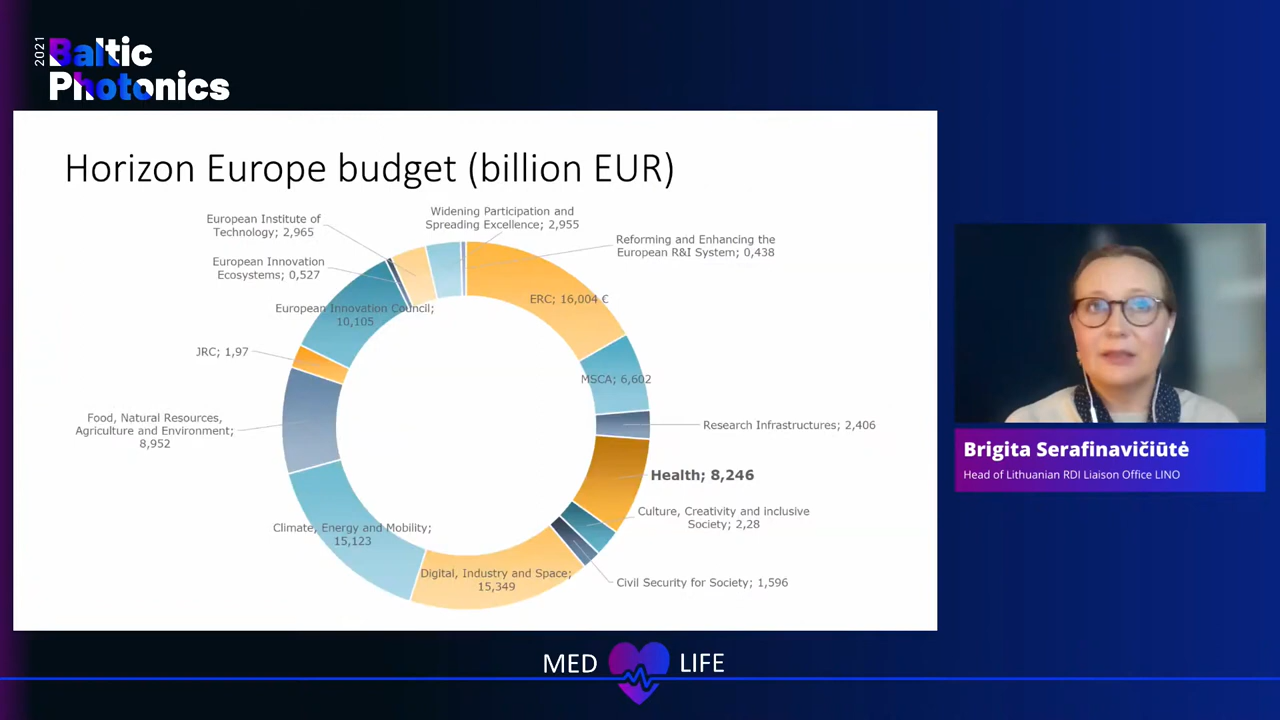 2021
Baltic
Photonics
Horizon Europe budget (billion EUR)
European Institute of
Technology; 2,965
Widening Participation and
Spreading Excellence; 2,955
Reforming and Enhancing the
European R&I System; 0,438
European Innovation
Ecosystems; 0,527
ERC; 16,004 €
European Innovation Council;
10,105
JRC; 1,97
MSCA; 6,602
Food, Natural Resources,
Agriculture and Environment;
8,952
Research Infrastructures; 2,406
Health; 8,246
Culture, Creativity and inclusive
Society; 2,28
Climate, Energy and Mobility;
15,123
Digital, Industry and Space;
15,349
Civil Security for Society; 1,596
Brigita Serafinavičiūtė
Head of Lithuanian RDI Liaison Office LINO
MED LIFE